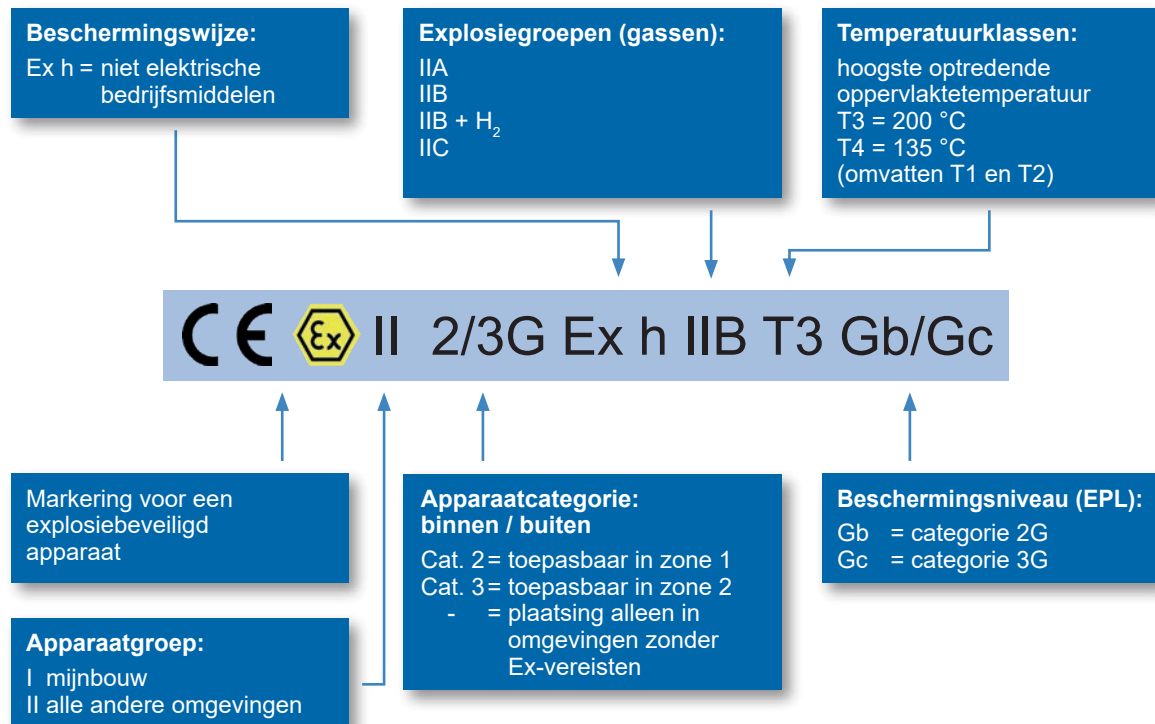 Beschermingswijze:
Ex h = niet elektrische
bedrijfsmiddelen
Explosiegroepen (gassen):
IIA
IIB
IIB + H₂
IIC
Temperatuurklassen:
hoogste optredende
oppervlaktetemperatuur
T3 = 200 °C
T4 = 135 °C
(omvatten T1 en T2)
CE Ex II 2/3G Ex h IIB T3 Gb/Gc
Markering voor een
explosiebeveiligd
apparaat
Apparaatgroep:
I mijnbouw
II alle andere omgevingen
Apparaatcategorie:
binnen / buiten
Cat. 2 = toepasbaar in zone 1
Cat. 3 = toepasbaar in zone 2
- = plaatsing alleen in
omgevingen zonder
Ex-vereisten
Beschermingsniveau (EPL):
Gb = categorie 2G
Gc = categorie 3G